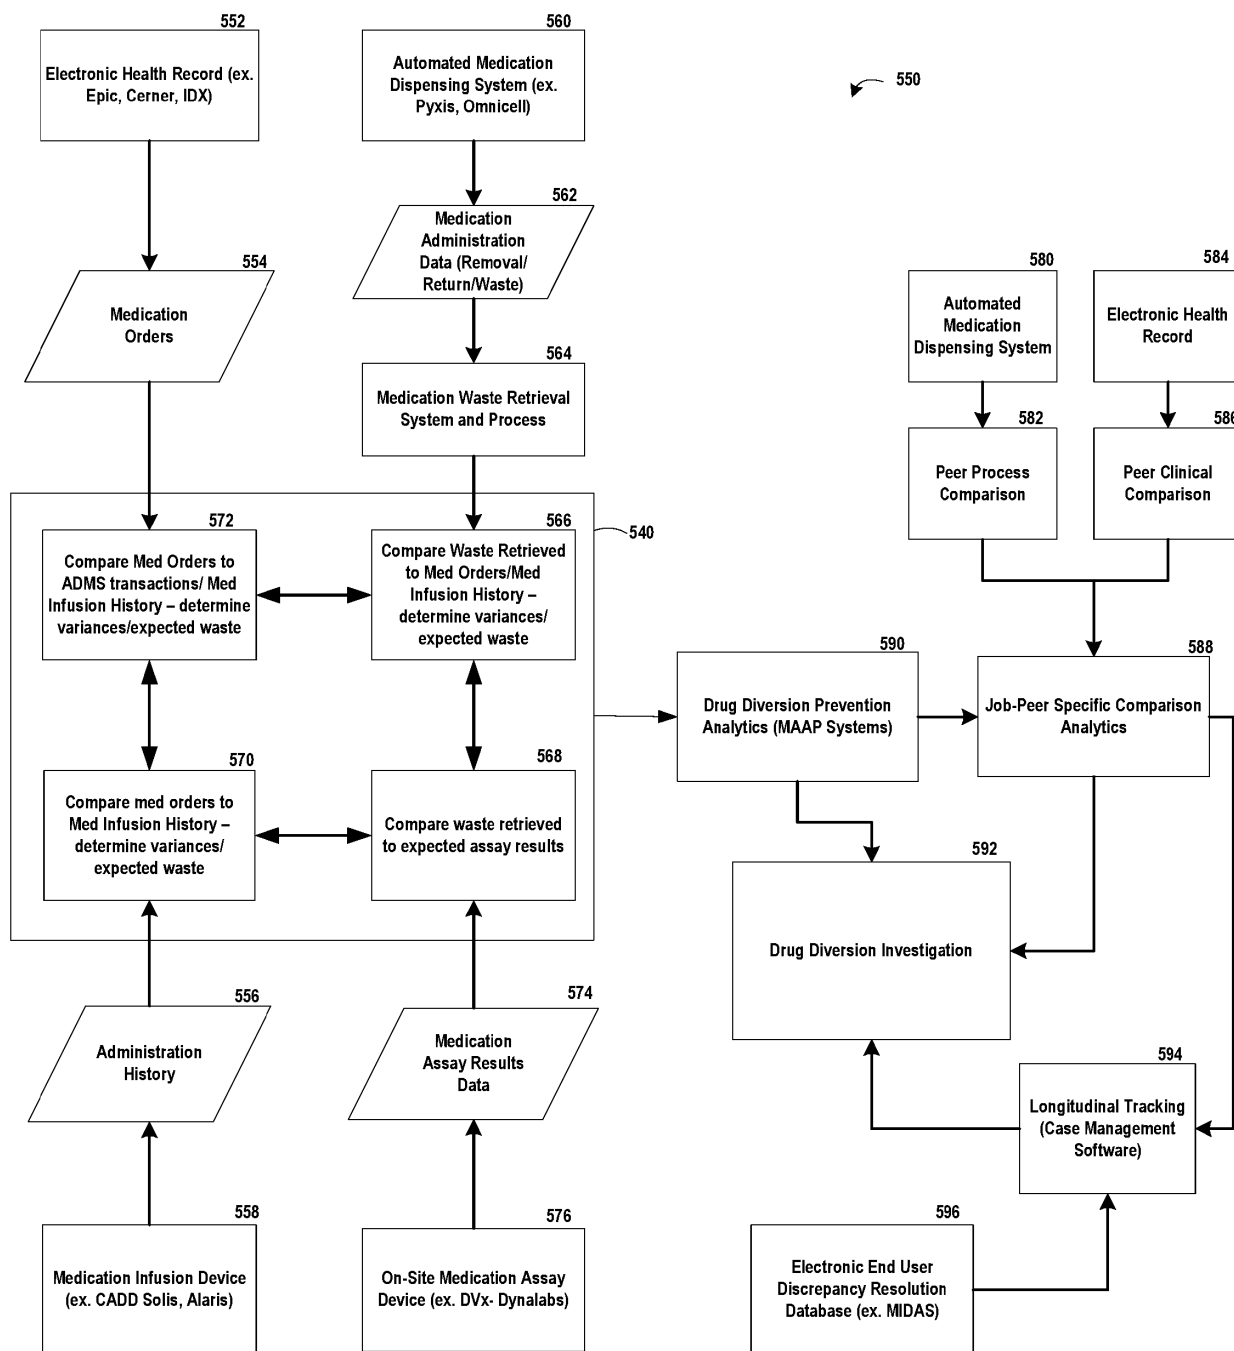 552
Electronic Health Record (ex.
Epic, Cerner, IDX)
560
Automated Medication
Dispensing System (ex.
Pyxis, Omnicell)
550
562
Medication
Administration
Data (Removal/
Return/Waste)
554
Medication
Orders
564
Medication Waste Retrieval
System and Process
580
Automated
Medication
Dispensing System
584
Electronic Health
Record
582
Peer Process
Comparison
586
Peer Clinical
Comparison
540
572
Compare Med Orders to
ADMS transactions/ Med
Infusion History – determine
variances/expected waste
566
Compare Waste Retrieved
to Med Orders/Med
Infusion History –
determine variances/
expected waste
590
Drug Diversion Prevention
Analytics (MAAP Systems)
588
Job-Peer Specific Comparison
Analytics
570
Compare med orders to
Med Infusion History –
determine variances/
expected waste
568
Compare waste retrieved
to expected assay results
592
Drug Diversion Investigation
556
Administration
History
574
Medication
Assay Results
Data
594
Longitudinal Tracking
(Case Management
Software)
558
Medication Infusion Device
(ex. CADD Solis, Alaris)
576
On-Site Medication Assay
Device (ex. DVx- Dynalabs)
596
Electronic End User
Discrepancy Resolution
Database (ex. MIDAS)